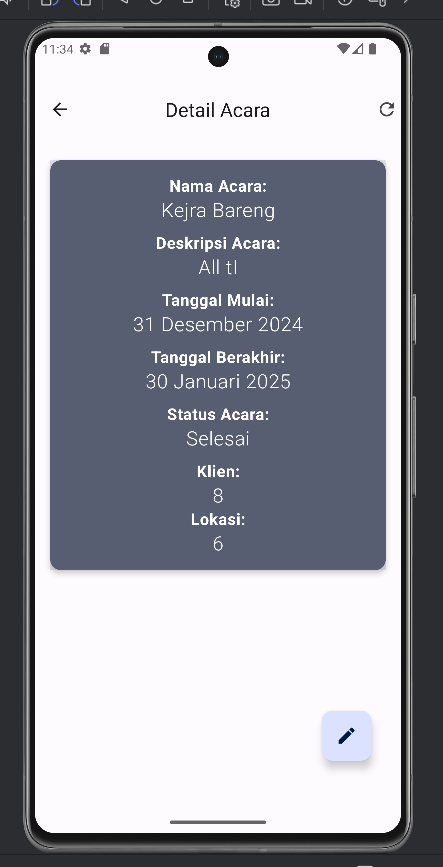 11:34
Detail Acara
Nama Acara:
Kejra Bareng
Deskripsi Acara:
All tI
Tanggal Mulai:
31 Desember 2024
Tanggal Berakhir:
30 Januari 2025
Status Acara:
Selesai
Klien:
8
Lokasi:
6